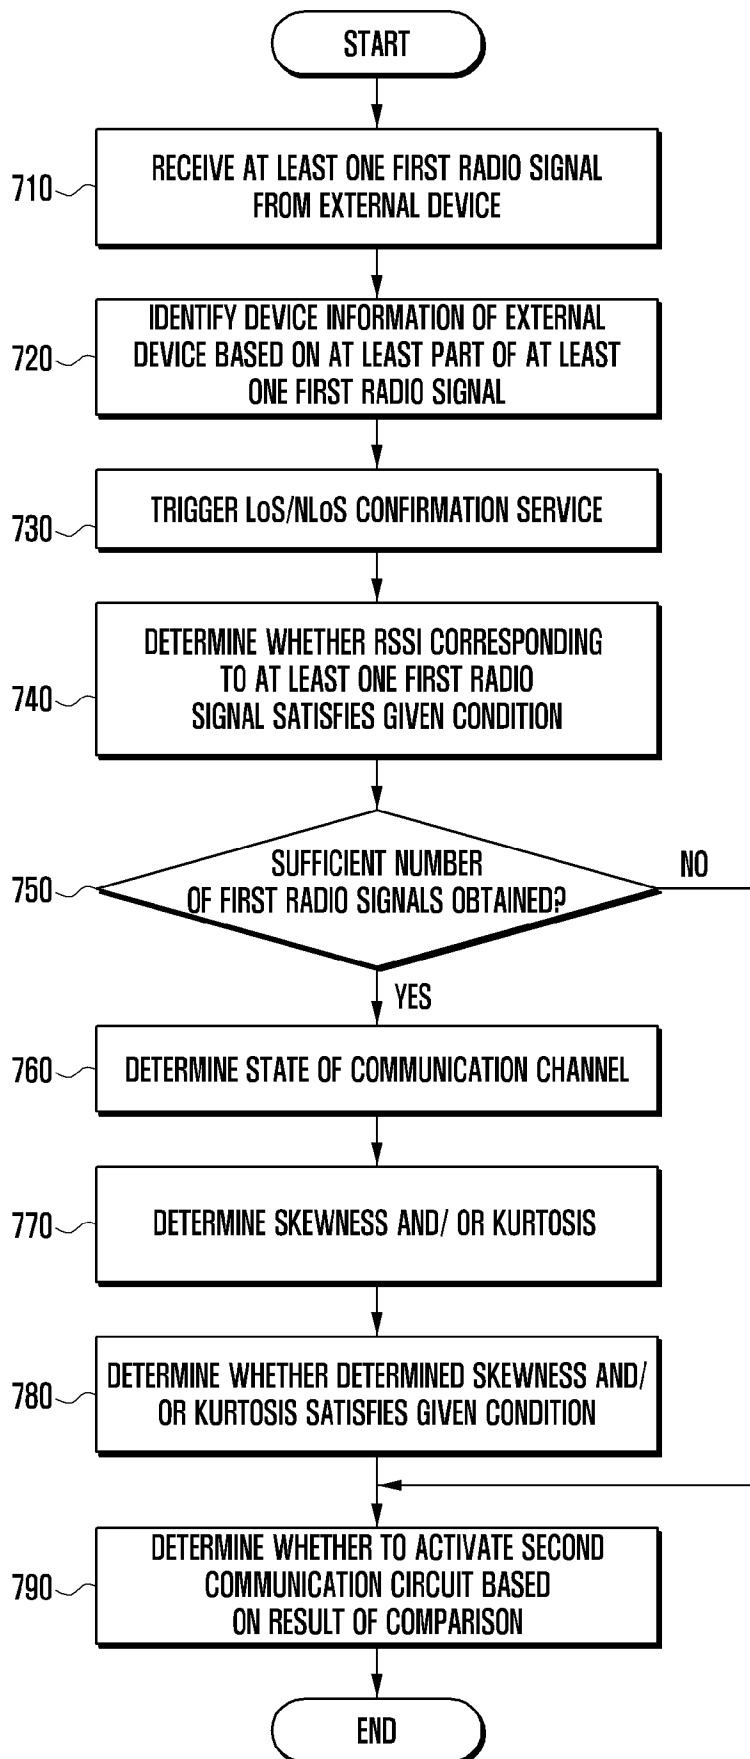 START
710
RECEIVE AT LEAST ONE FIRST RADIO SIGNAL
FROM EXTERNAL DEVICE
720
IDENTIFY DEVICE INFORMATION OF EXTERNAL
DEVICE BASED ON AT LEAST PART OF AT LEAST
ONE FIRST RADIO SIGNAL
730
TRIGGER LoS/NLoS CONFIRMATION SERVICE
740
DETERMINE WHETHER RSSI CORRESPONDING
TO AT LEAST ONE FIRST RADIO
SIGNAL SATISFIES GIVEN CONDITION
750
SUFFICIENT NUMBER
OF FIRST RADIO SIGNALS OBTAINED?
NO
YES
760
DETERMINE STATE OF COMMUNICATION CHANNEL
770
DETERMINE SKEWNESS AND/ OR KURTOSIS
780
DETERMINE WHETHER DETERMINED SKEWNESS AND/
OR KURTOSIS SATISFIES GIVEN CONDITION
790
DETERMINE WHETHER TO ACTIVATE SECOND
COMMUNICATION CIRCUIT BASED
ON RESULT OF COMPARISON
END